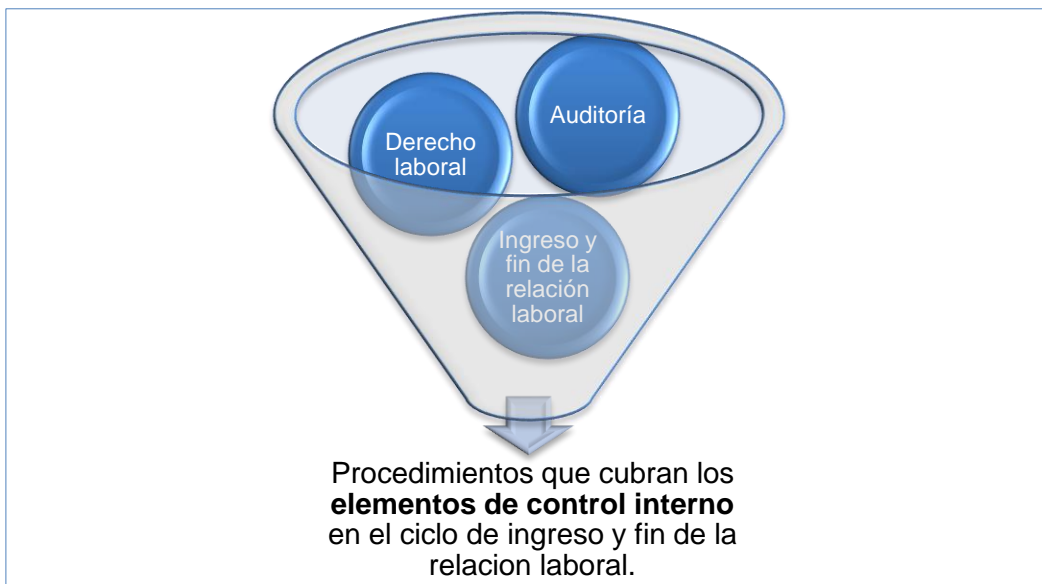 Auditoría
Derecho
laboral
Ingreso y
fin de la
relación
laboral
Procedimientos que cubran los
elementos de control interno
en el ciclo de ingreso y fin de la
relacion laboral.